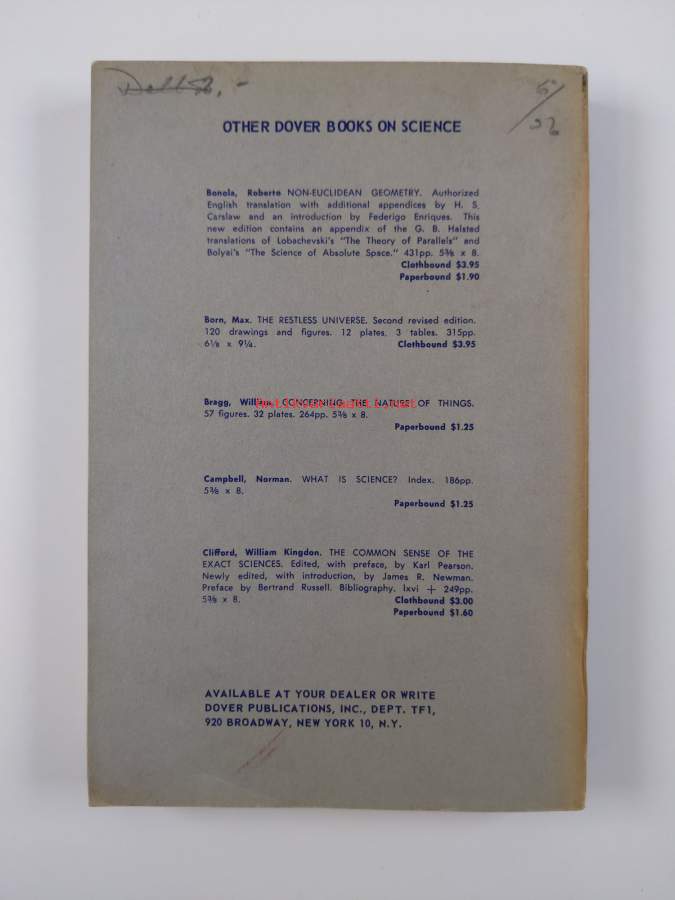 6/56
OTHER DOVER BOOKS ON SCIENCE
Bonola, Roberto NON-EUCLIDEAN GEOMETRY. Authorized
English translation with additional appendices by H. S.
Carslaw and an introduction by Federigo Enriques. This
new edition contains an appendix of the G. B. Halsted
translations of Lobachevski's "The Theory of Parallels" and
Bolyai's "The Science of Absolute Space." 431pp. 5⅜ x 8.
Clothbound $3.95
Paperbound $1.90
Born, Max. THE RESTLESS UNIVERSE. Second revised edition.
120 drawings and figures. 12 plates. 3 tables. 315pp.
6⅛ x 9¼. Clothbound $3.95
Bragg, William. CONCERNING THE NATURE OF THINGS.
57 figures. 32 plates. 264pp. 5⅜ x 8.
Paperbound $1.25
Campbell, Norman. WHAT IS SCIENCE? Index. 186pp.
5⅜ x 8.
Paperbound $1.25
Clifford, William Kingdon. THE COMMON SENSE OF THE
EXACT SCIENCES. Edited, with preface, by Karl Pearson.
Newly edited, with introduction, by James R. Newman.
Preface by Bertrand Russell. Bibliography. lxvi + 249pp.
5⅜ x 8. Clothbound $3.00
Paperbound $1.60
AVAILABLE AT YOUR DEALER OR WRITE
DOVER PUBLICATIONS, INC., DEPT. TF1,
920 BROADWAY, NEW YORK 10, N.Y.